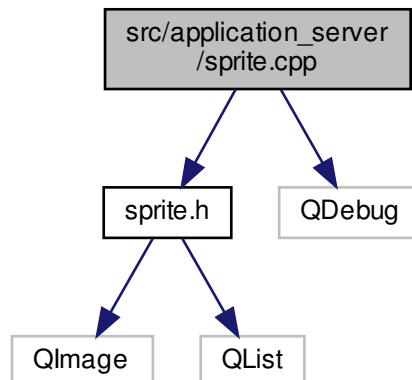 src/application_server
/sprite.cpp
sprite.h
QDebug
QImage
QList